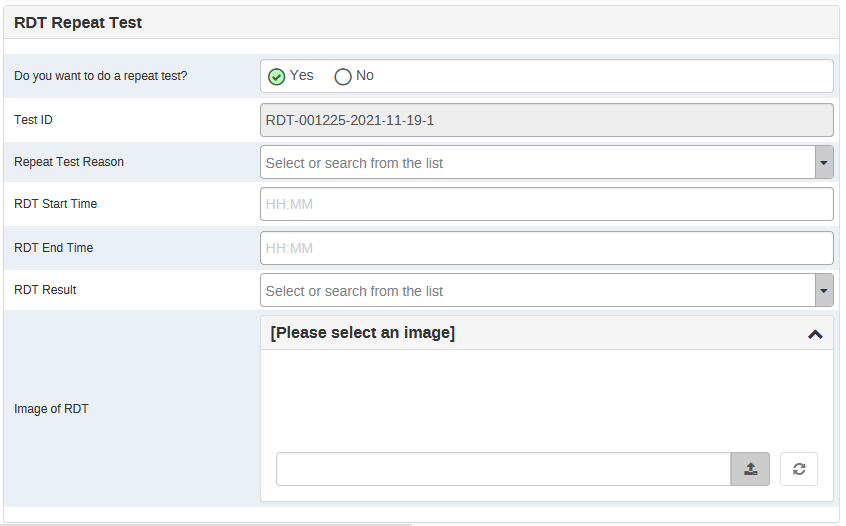 RDT Repeat Test
Do you want to do a repeat test?
Yes No
Test ID
RDT-001225-2021-11-19-1
Repeat Test Reason
Select or search from the list
RDT Start Time
HH:MM
RDT End Time
HH:MM
RDT Result
Select or search from the list
Image of RDT
[Please select an image]